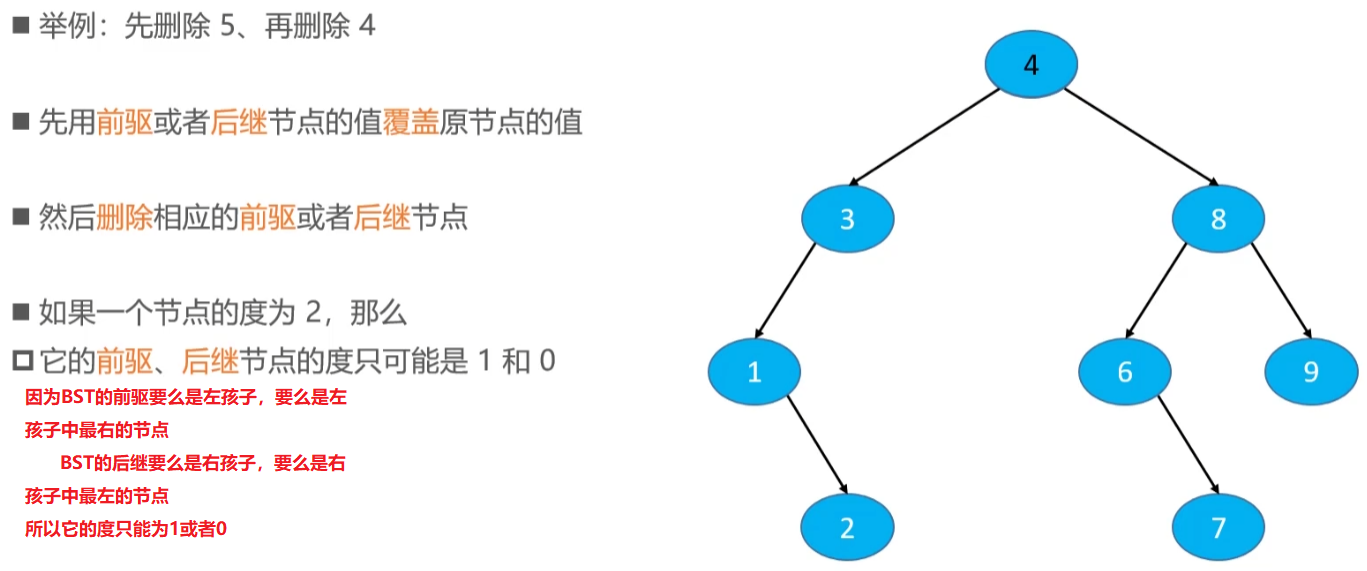 ■ 举例：先删除 5、再删除 4
■ 先用前驱或者后继节点的值覆盖原节点的值
■ 然后删除相应的前驱或者后继节点
■ 如果一个节点的度为 2，那么
它的前驱、后继节点的度只可能是 1 和 0
因为BST的前驱要么是左孩子，要么是左
孩子中最右的节点
BST的后继要么是右孩子，要么是右
孩子中最左的节点
所以它的度只能为1或者0
4
3
8
1
6
9
2
7